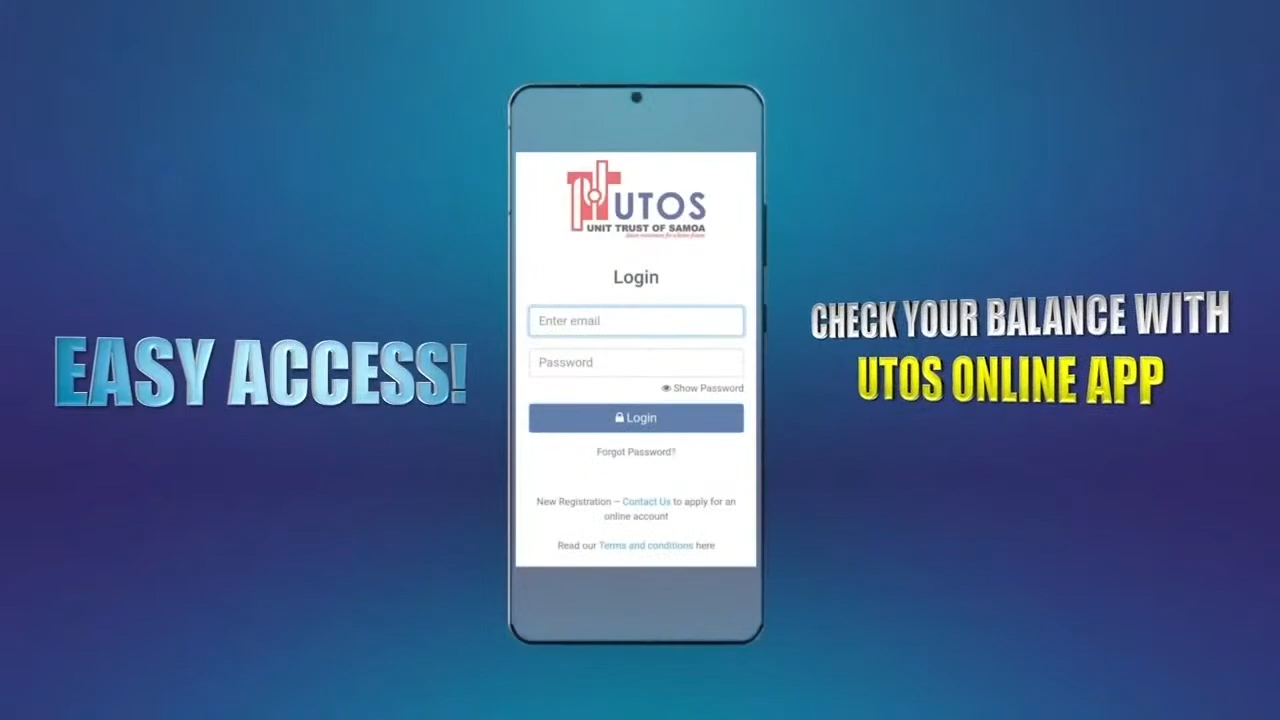 EASY ACCESS!
UTOS
UNIT TRUST OF SAMOA
Login
Enter email
Password
Show Password
Login
Forgot Password?
New Registration – Contact Us to apply for an
online account
Read our Terms and conditions here
CHECK YOUR BALANCE WITH
UTOS ONLINE APP